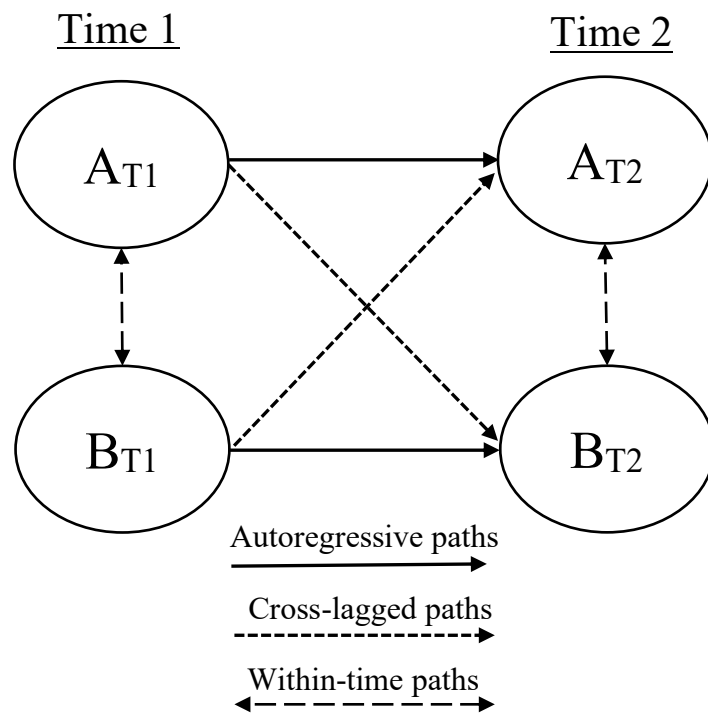 Time 1
Time 2
AT1
AT2
BT1
BT2
Autoregressive paths
Cross-lagged paths
Within-time paths